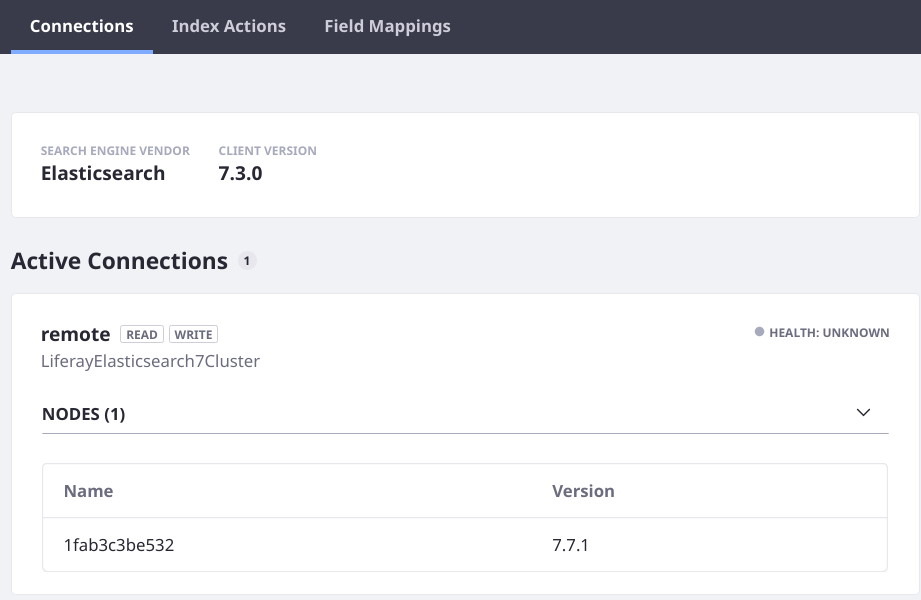 Connections Index Actions Field Mappings
SEARCH ENGINE VENDOR CLIENT VERSION
Elasticsearch 7.3.0
Active Connections 1
remote READ WRITE HEALTH: UNKNOWN
LiferayElasticsearch7Cluster
NODES (1)
Name Version
1fab3c3be532 7.7.1